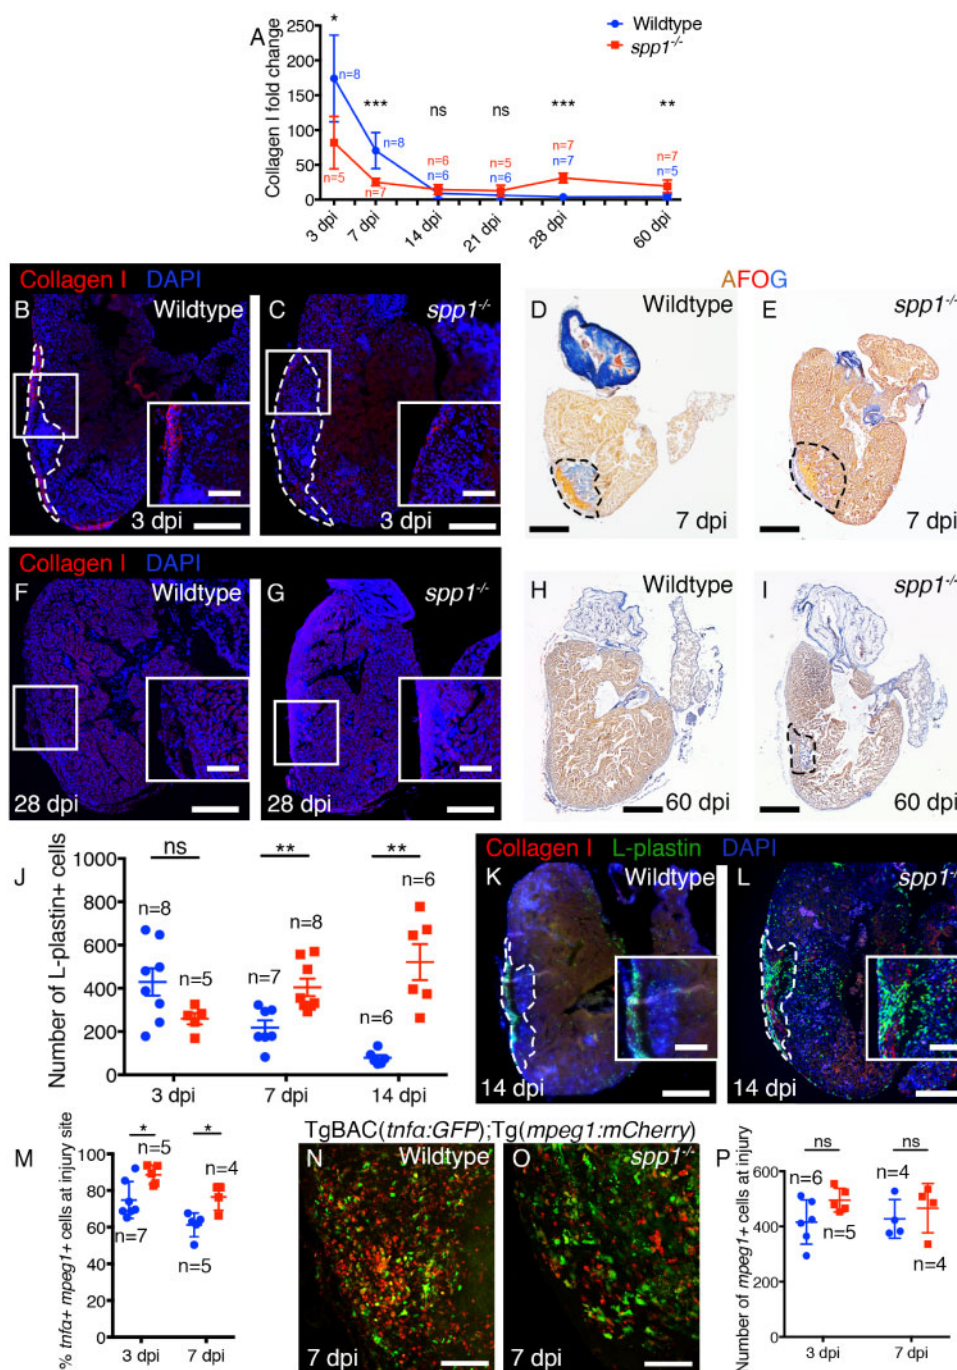 A
Wildtype
spp1-/-
Collagen I fold change
250
200
150
100
50
0
*
n=8
n=5
***
n=8
n=7
ns
n=6
n=6
ns
n=5
n=6
***
n=7
n=7
**
n=7
n=5
3 dpi
7 dpi
14 dpi
21 dpi
28 dpi
60 dpi
Collagen I DAPI
B
Wildtype
3 dpi
C
spp1-/-
3 dpi
AFOG
D
Wildtype
7 dpi
E
spp1-/-
7 dpi
Collagen I DAPI
F
Wildtype
28 dpi
G
spp1-/-
28 dpi
H
Wildtype
60 dpi
I
spp1-/-
60 dpi
J
Number of L-plastin+ cells
1000
800
600
400
200
0
ns
n=8
n=5
**
n=7
n=8
**
n=6
n=6
3 dpi
7 dpi
14 dpi
Collagen I L-plastin DAPI
K
Wildtype
14 dpi
L
spp1-/-
14 dpi
M
% tnfα+ mpeg1+ cells at injury site
100
80
60
40
20
0
*
n=5
n=7
*
n=4
n=5
3 dpi
7 dpi
TgBAC(tnfα:GFP);Tg(mpeg1:mCherry)
N
Wildtype
7 dpi
O
spp1-/-
7 dpi
P
Number of mpeg1+ cells at injury
600
400
200
0
ns
n=6
n=5
ns
n=4
n=4
3 dpi
7 dpi